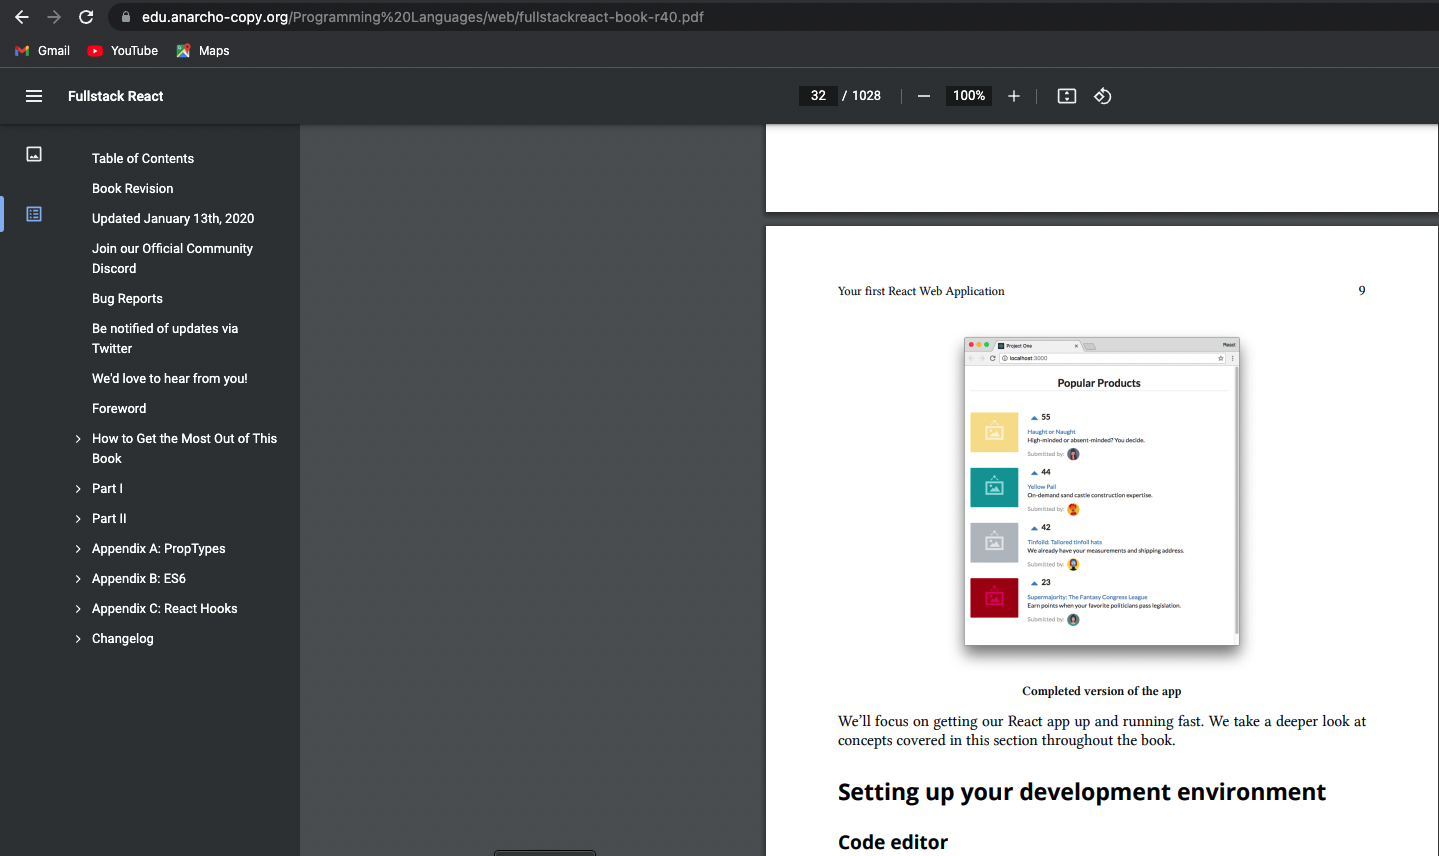 edu.anarcho-copy.org/Programming%20Languages/web/fullstackreact-book-r40.pdf
Gmail YouTube Maps
Fullstack React
32 / 1028 100%
Table of Contents
Book Revision
Updated January 13th, 2020
Join our Official Community
Discord
Bug Reports
Be notified of updates via
Twitter
We'd love to hear from you!
Foreword
How to Get the Most Out of This
Book
Part I
Part II
Appendix A: PropTypes
Appendix B: ES6
Appendix C: React Hooks
Changelog
Your first React Web Application 9
Project One React
localhost:3000
Popular Products
55
Haught or Naught
High-minded or absent-minded? You decide.
Submitted by:
44
Yellow Pail
On-demand sand castle construction expertise.
Submitted by:
42
Tinfoild: Tailored tinfoil hats
We already have your measurements and shipping address.
Submitted by:
23
Supermajority: The Fantasy Congress League
Earn points when your favorite politicians pass legislation.
Submitted by:
Completed version of the app
We’ll focus on getting our React app up and running fast. We take a deeper look at
concepts covered in this section throughout the book.
Setting up your development environment
Code editor